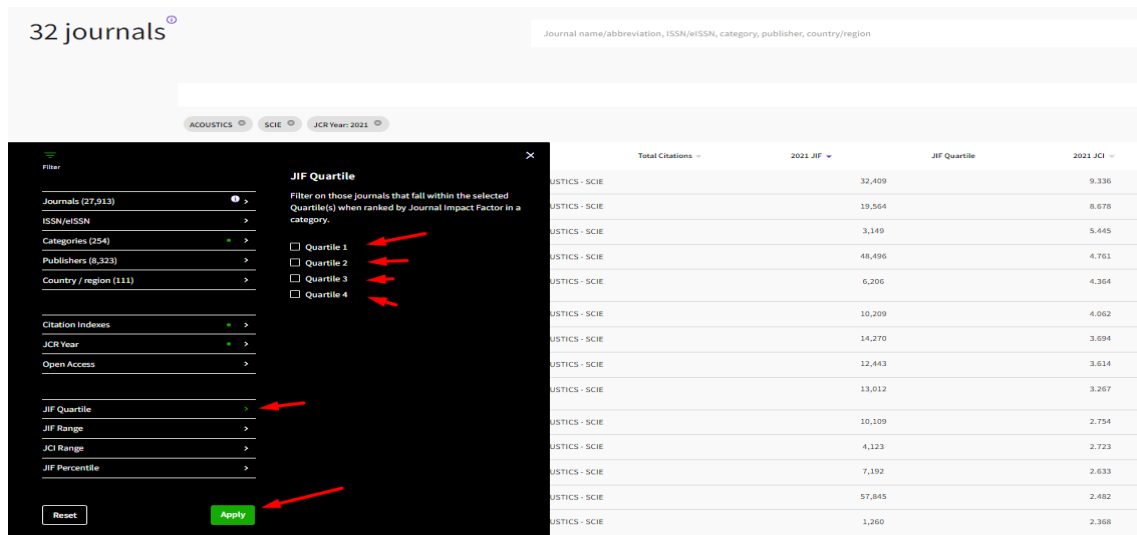 32 journals
Journal name/abbreviation, ISSN/eISSN, category, publisher, country/region
ACOUSTICS SCIE JCR Year: 2021
Filter
Journals (27,913)
ISSN/eISSN
Categories (254)
Publishers (8,323)
Country / region (111)
Citation Indexes
JCR Year
Open Access
JIF Quartile
JIF Range
JCI Range
JIF Percentile
Reset Apply
JIF Quartile
Filter on those journals that fall within the selected
Quartile(s) when ranked by Journal Impact Factor in a
category.
Quartile 1
Quartile 2
Quartile 3
Quartile 4
Total Citations 2021 JIF JIF Quartile 2021 JCI
USTICS - SCIE 32,409 9.336
USTICS - SCIE 19,564 8.678
USTICS - SCIE 3,149 5.445
USTICS - SCIE 48,496 4.761
USTICS - SCIE 6,206 4.364
USTICS - SCIE 10,209 4.062
USTICS - SCIE 14,270 3.694
USTICS - SCIE 12,443 3.614
USTICS - SCIE 13,012 3.267
USTICS - SCIE 10,109 2.754
USTICS - SCIE 4,123 2.723
USTICS - SCIE 7,192 2.633
USTICS - SCIE 57,845 2.482
USTICS - SCIE 1,260 2.368